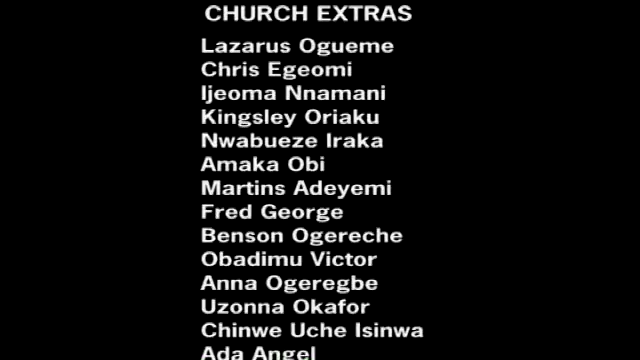 CHURCH EXTRAS
Lazarus Ogueme
Chris Egeomi
Ijeoma Nnamani
Kingsley Oriaku
Nwabueze Iraka
Amaka Obi
Martins Adeyemi
Fred George
Benson Ogereche
Obadimu Victor
Anna Ogeregbe
Uzonna Okafor
Chinwe Uche Isinwa
Ada Angel